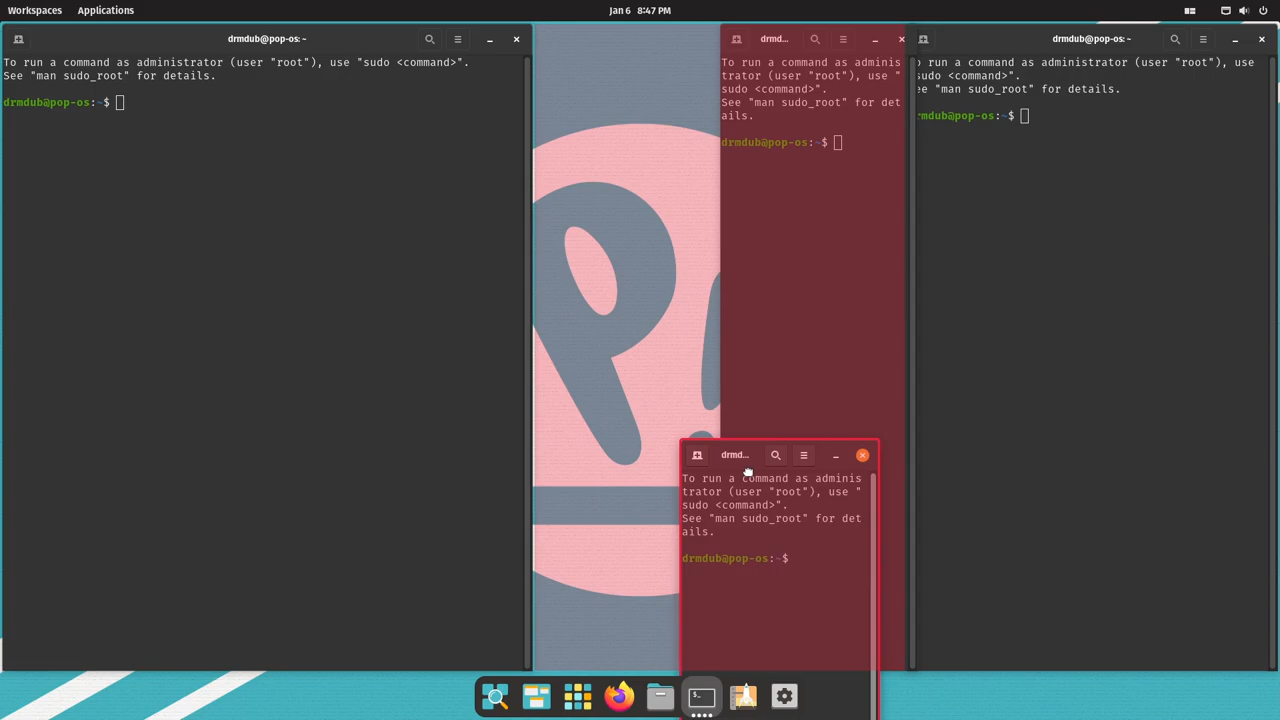 Workspaces Applications Jan 6 8:47 PM
drmdub@pop-os: ~
To run a command as administrator (user "root"), use "sudo <command>".
See "man sudo_root" for details.
drmdub@pop-os:~$
drmd...
To run a command as adminis
trator (user "root"), use "
sudo <command>".
See "man sudo_root" for det
ails.
drmdub@pop-os:~$
drmdub@pop-os: ~
run a command as administrator (user "root"), use
sudo <command>".
ee "man sudo_root" for details.
rmdub@pop-os:~$
drmd...
To run a command as adminis
trator (user "root"), use "
sudo <command>".
See "man sudo_root" for det
ails.
drmdub@pop-os:~$
P